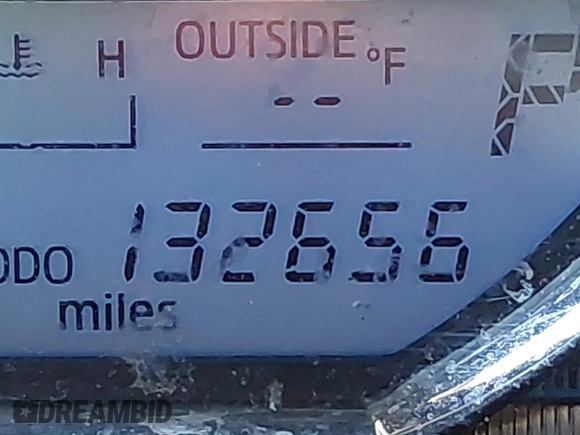 H OUTSIDE °F P
--
ODO 132656
miles
DREAMBID